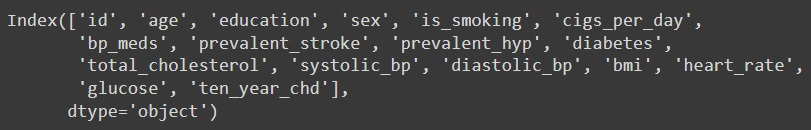 Index(['id', 'age', 'education', 'sex', 'is_smoking', 'cigs_per_day',
       'bp_meds', 'prevalent_stroke', 'prevalent_hyp', 'diabetes',
       'total_cholesterol', 'systolic_bp', 'diastolic_bp', 'bmi', 'heart_rate',
       'glucose', 'ten_year_chd'],
      dtype='object')